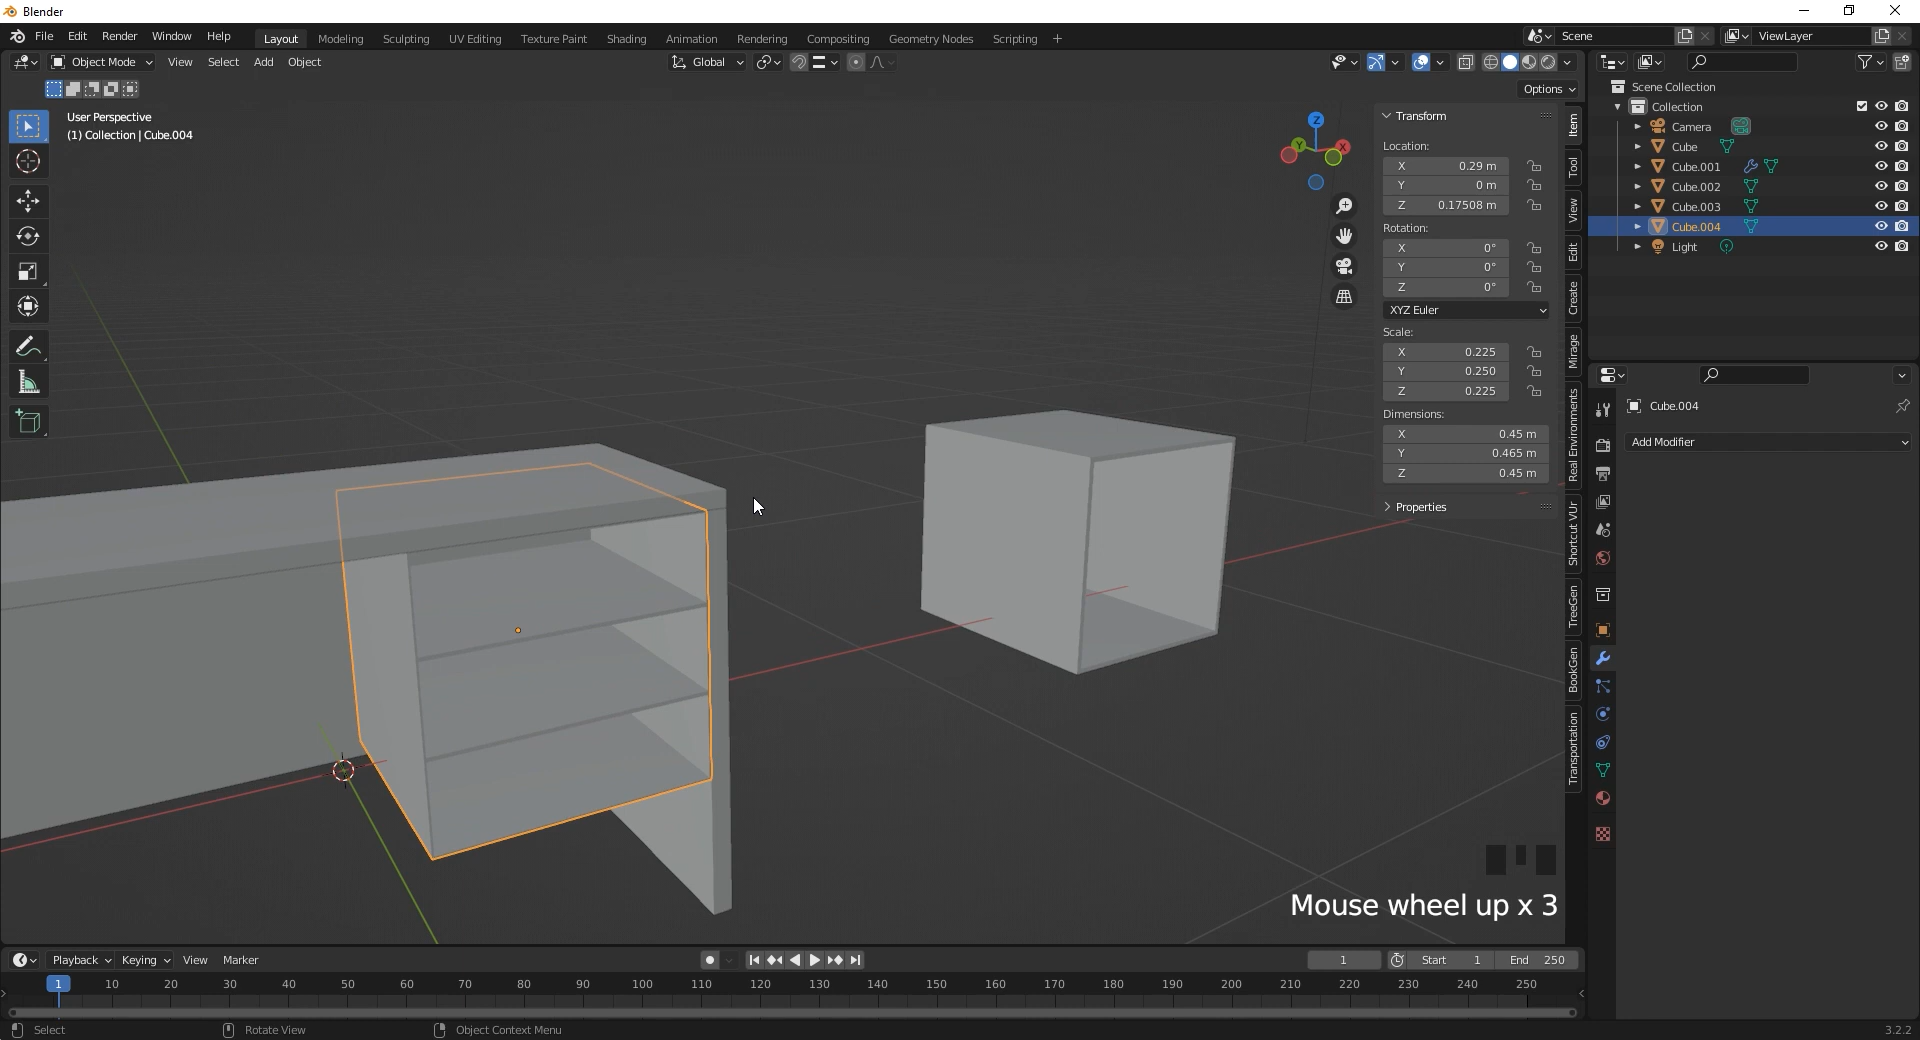 Blender
File Edit Render Window Help Layout Modeling Sculpting UV Editing Texture Paint Shading Animation Rendering Compositing Geometry Nodes Scripting + Scene ViewLayer
Object Mode View Select Add Object Global
Options
User Perspective
(1) Collection | Cube.004
Z
Y
X
Transform
Location:
X 0.29 m
Y 0 m
Z 0.17508 m
Rotation:
X 0°
Y 0°
Z 0°
XYZ Euler
Scale:
X 0.225
Y 0.250
Z 0.225
Dimensions:
X 0.45 m
Y 0.465 m
Z 0.45 m
Properties
Item
Tool
View
Edit
Create
Mirage
Real Environments
Shortcut VUr
TreeGen
BookGen
Transportation
Scene Collection
Collection
Camera
Cube
Cube.001
Cube.002
Cube.003
Cube.004
Light
Cube.004
Add Modifier
Mouse wheel up x 3
Playback Keying View Marker 1 Start 1 End 250
1 10 20 30 40 50 60 70 80 90 100 110 120 130 140 150 160 170 180 190 200 210 220 230 240 250
Select Rotate View Object Context Menu 3.2.2